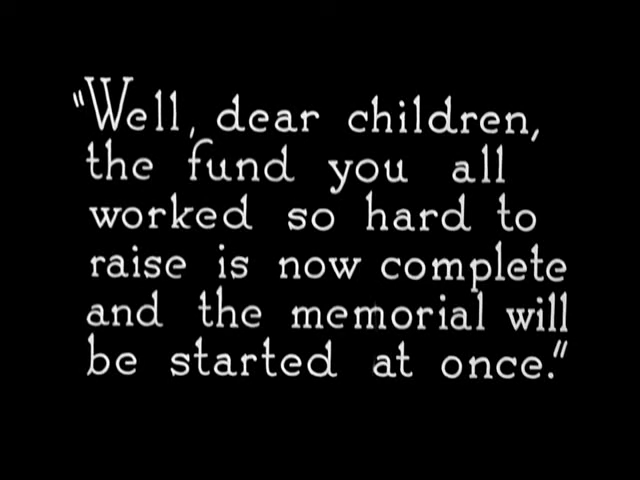 "Well, dear children,
the fund you all
worked so hard to
raise is now complete
and the memorial will
be started at once."